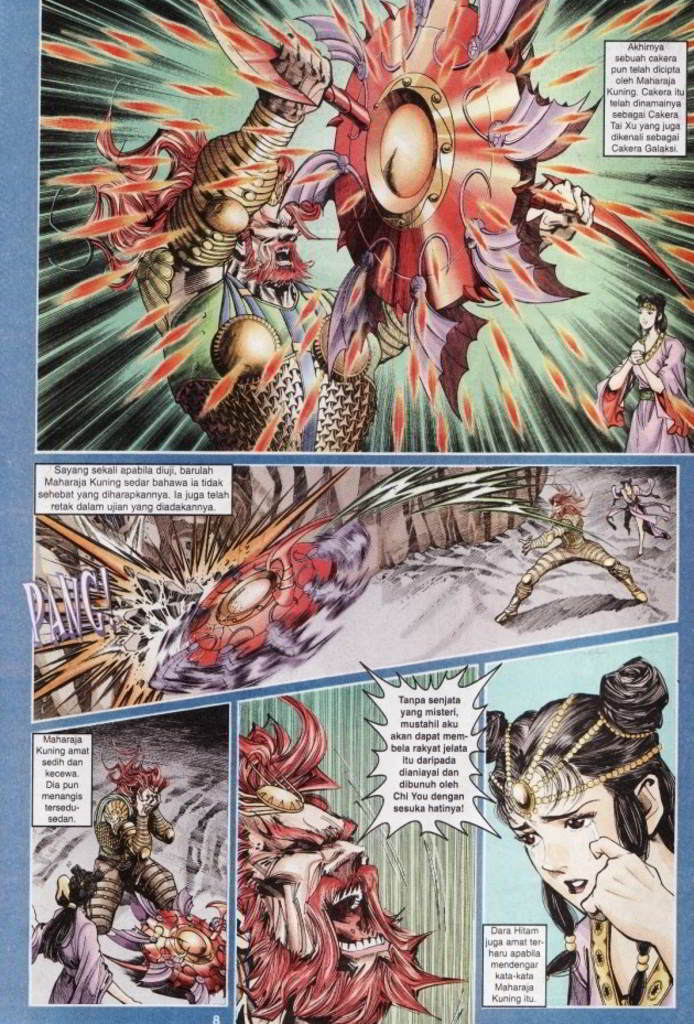 Akhirnya
sebuah cakera
pun telah dicipta
oleh Maharaja
Kuning. Cakera itu
telah dinamainya
sebagai Cakera
Tai Xu yang juga
dikenali sebagai
Cakera Galaksi.
Sayang sekali apabila diuji, barulah
Maharaja Kuning sedar bahawa ia tidak
sehebat yang diharapkannya. Ia juga telah
retak dalam ujian yang diadakannya.
PANG!
Maharaja
Kuning amat
sedih dan
kecewa.
Dia pun
menangis
tersedu-
sedan.
Tanpa senjata
yang misteri,
mustahil aku
akan dapat mem-
bela rakyat jelata
itu daripada
dianiayai dan
dibunuh oleh
Chi You dengan
sesuka hatinya!
Dara Hitam
juga amat ter-
haru apabila
mendengar
kata-kata
Maharaja
Kuning itu.
8